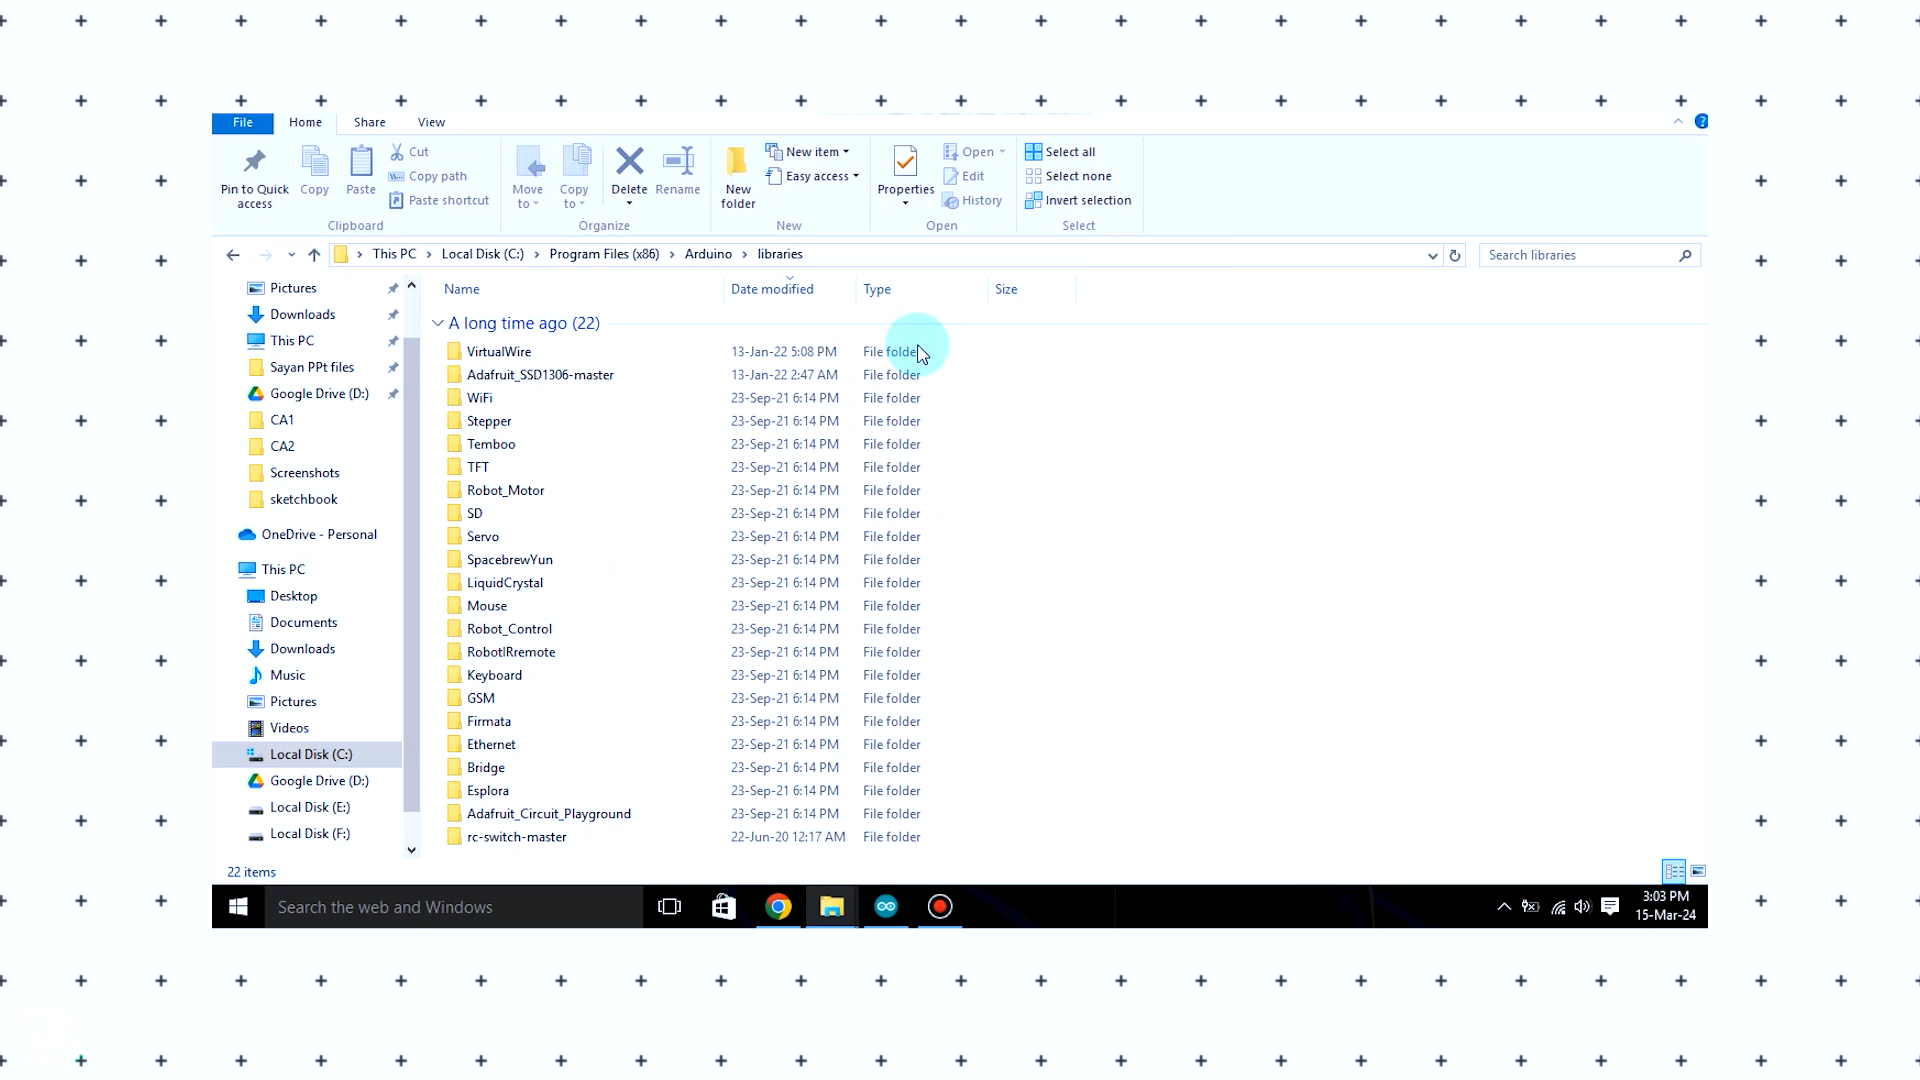 File Home Share View
Pin to Quick access
Copy
Paste
Cut
Copy path
Paste shortcut
Clipboard
Move to
Copy to
Delete
Rename
Organize
New folder
New item
Easy access
New
Properties
Open
Edit
History
Open
Select all
Select none
Invert selection
Select
This PC Local Disk (C:) Program Files (x86) Arduino libraries
Search libraries
Pictures
Downloads
This PC
Sayan PPt files
Google Drive (D:)
CA1
CA2
Screenshots
sketchbook
OneDrive - Personal
This PC
Desktop
Documents
Downloads
Music
Pictures
Videos
Local Disk (C:)
Google Drive (D:)
Local Disk (E:)
Local Disk (F:)
Name Date modified Type Size
A long time ago (22)
VirtualWire 13-Jan-22 5:08 PM File folder
Adafruit_SSD1306-master 13-Jan-22 2:47 AM File folder
WiFi 23-Sep-21 6:14 PM File folder
Stepper 23-Sep-21 6:14 PM File folder
Temboo 23-Sep-21 6:14 PM File folder
TFT 23-Sep-21 6:14 PM File folder
Robot_Motor 23-Sep-21 6:14 PM File folder
SD 23-Sep-21 6:14 PM File folder
Servo 23-Sep-21 6:14 PM File folder
SpacebrewYun 23-Sep-21 6:14 PM File folder
LiquidCrystal 23-Sep-21 6:14 PM File folder
Mouse 23-Sep-21 6:14 PM File folder
Robot_Control 23-Sep-21 6:14 PM File folder
RobotIRremote 23-Sep-21 6:14 PM File folder
Keyboard 23-Sep-21 6:14 PM File folder
GSM 23-Sep-21 6:14 PM File folder
Firmata 23-Sep-21 6:14 PM File folder
Ethernet 23-Sep-21 6:14 PM File folder
Bridge 23-Sep-21 6:14 PM File folder
Esplora 23-Sep-21 6:14 PM File folder
Adafruit_Circuit_Playground 23-Sep-21 6:14 PM File folder
rc-switch-master 22-Jun-20 12:17 AM File folder
22 items
Search the web and Windows
3:03 PM
15-Mar-24